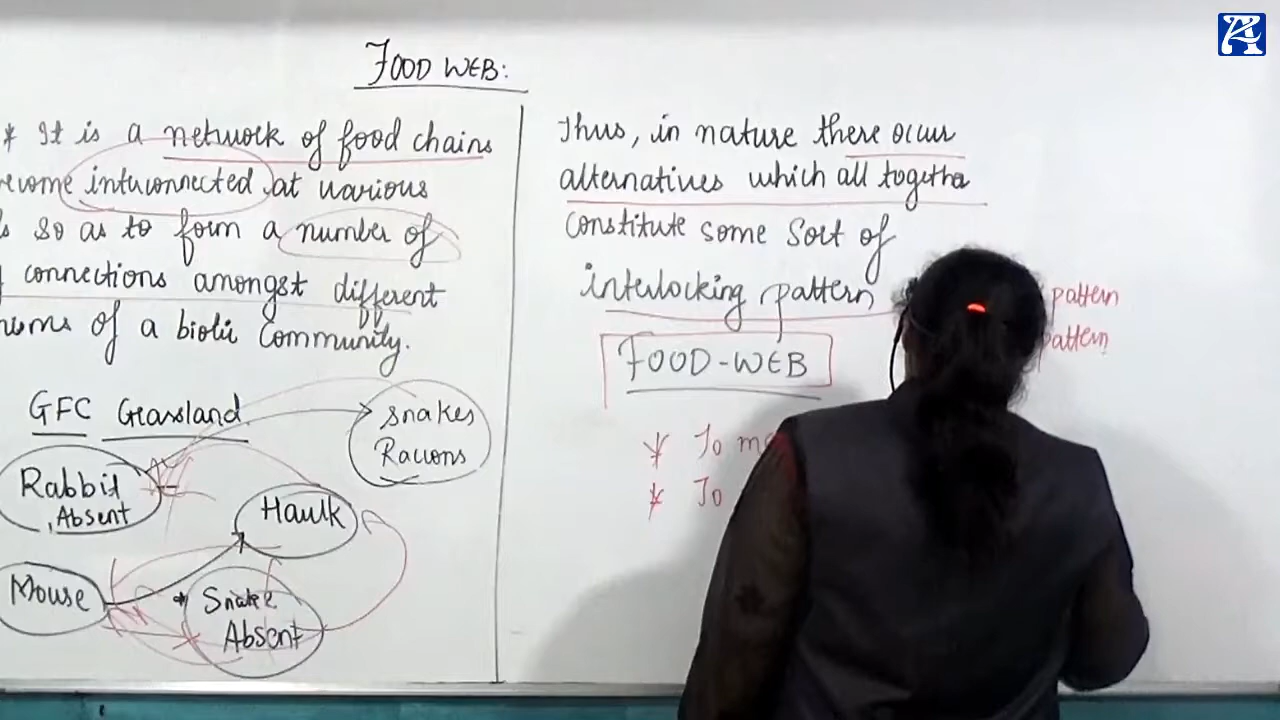 FOOD WEB:
* It is a network of food chains
interconnected at various
so as to form a number of
connections amongst different
of a biotic Community.
GFC Grassland
Snakes
Racions
Rabbit
Absent
Haulk
Mouse
Snake
Absent
Thus, in nature there occur
alternatives which all together
constitute some Sort of
interlocking pattern
FOOD-WEB
pattern
pattern
* To
* To